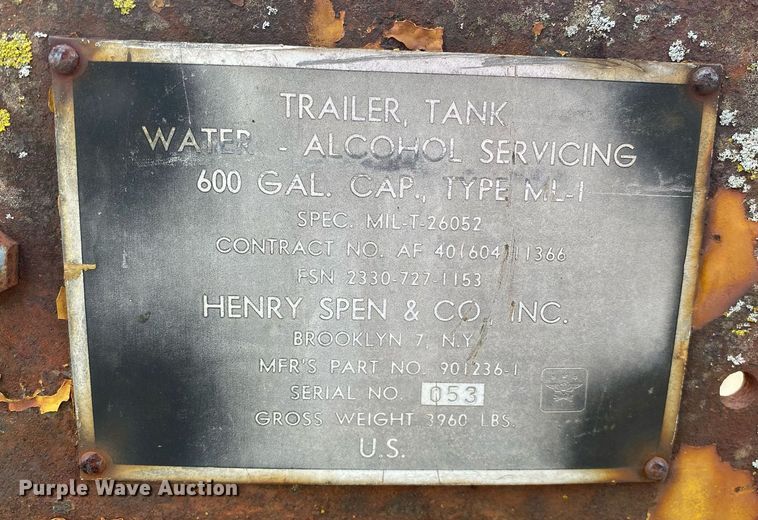 TRAILER, TANK
WATER - ALCOHOL SERVICING
600 GAL. CAP., TYPE ML-1
SPEC. MIL-T-26052
CONTRACT NO. AF 40(604)11366
FSN 2330-727-1153
HENRY SPEN & CO., INC.
BROOKLYN 7, N.Y.
MFR'S PART NO. 901236-1
SERIAL NO. 053
GROSS WEIGHT 3960 LBS.
U.S.
Purple Wave Auction